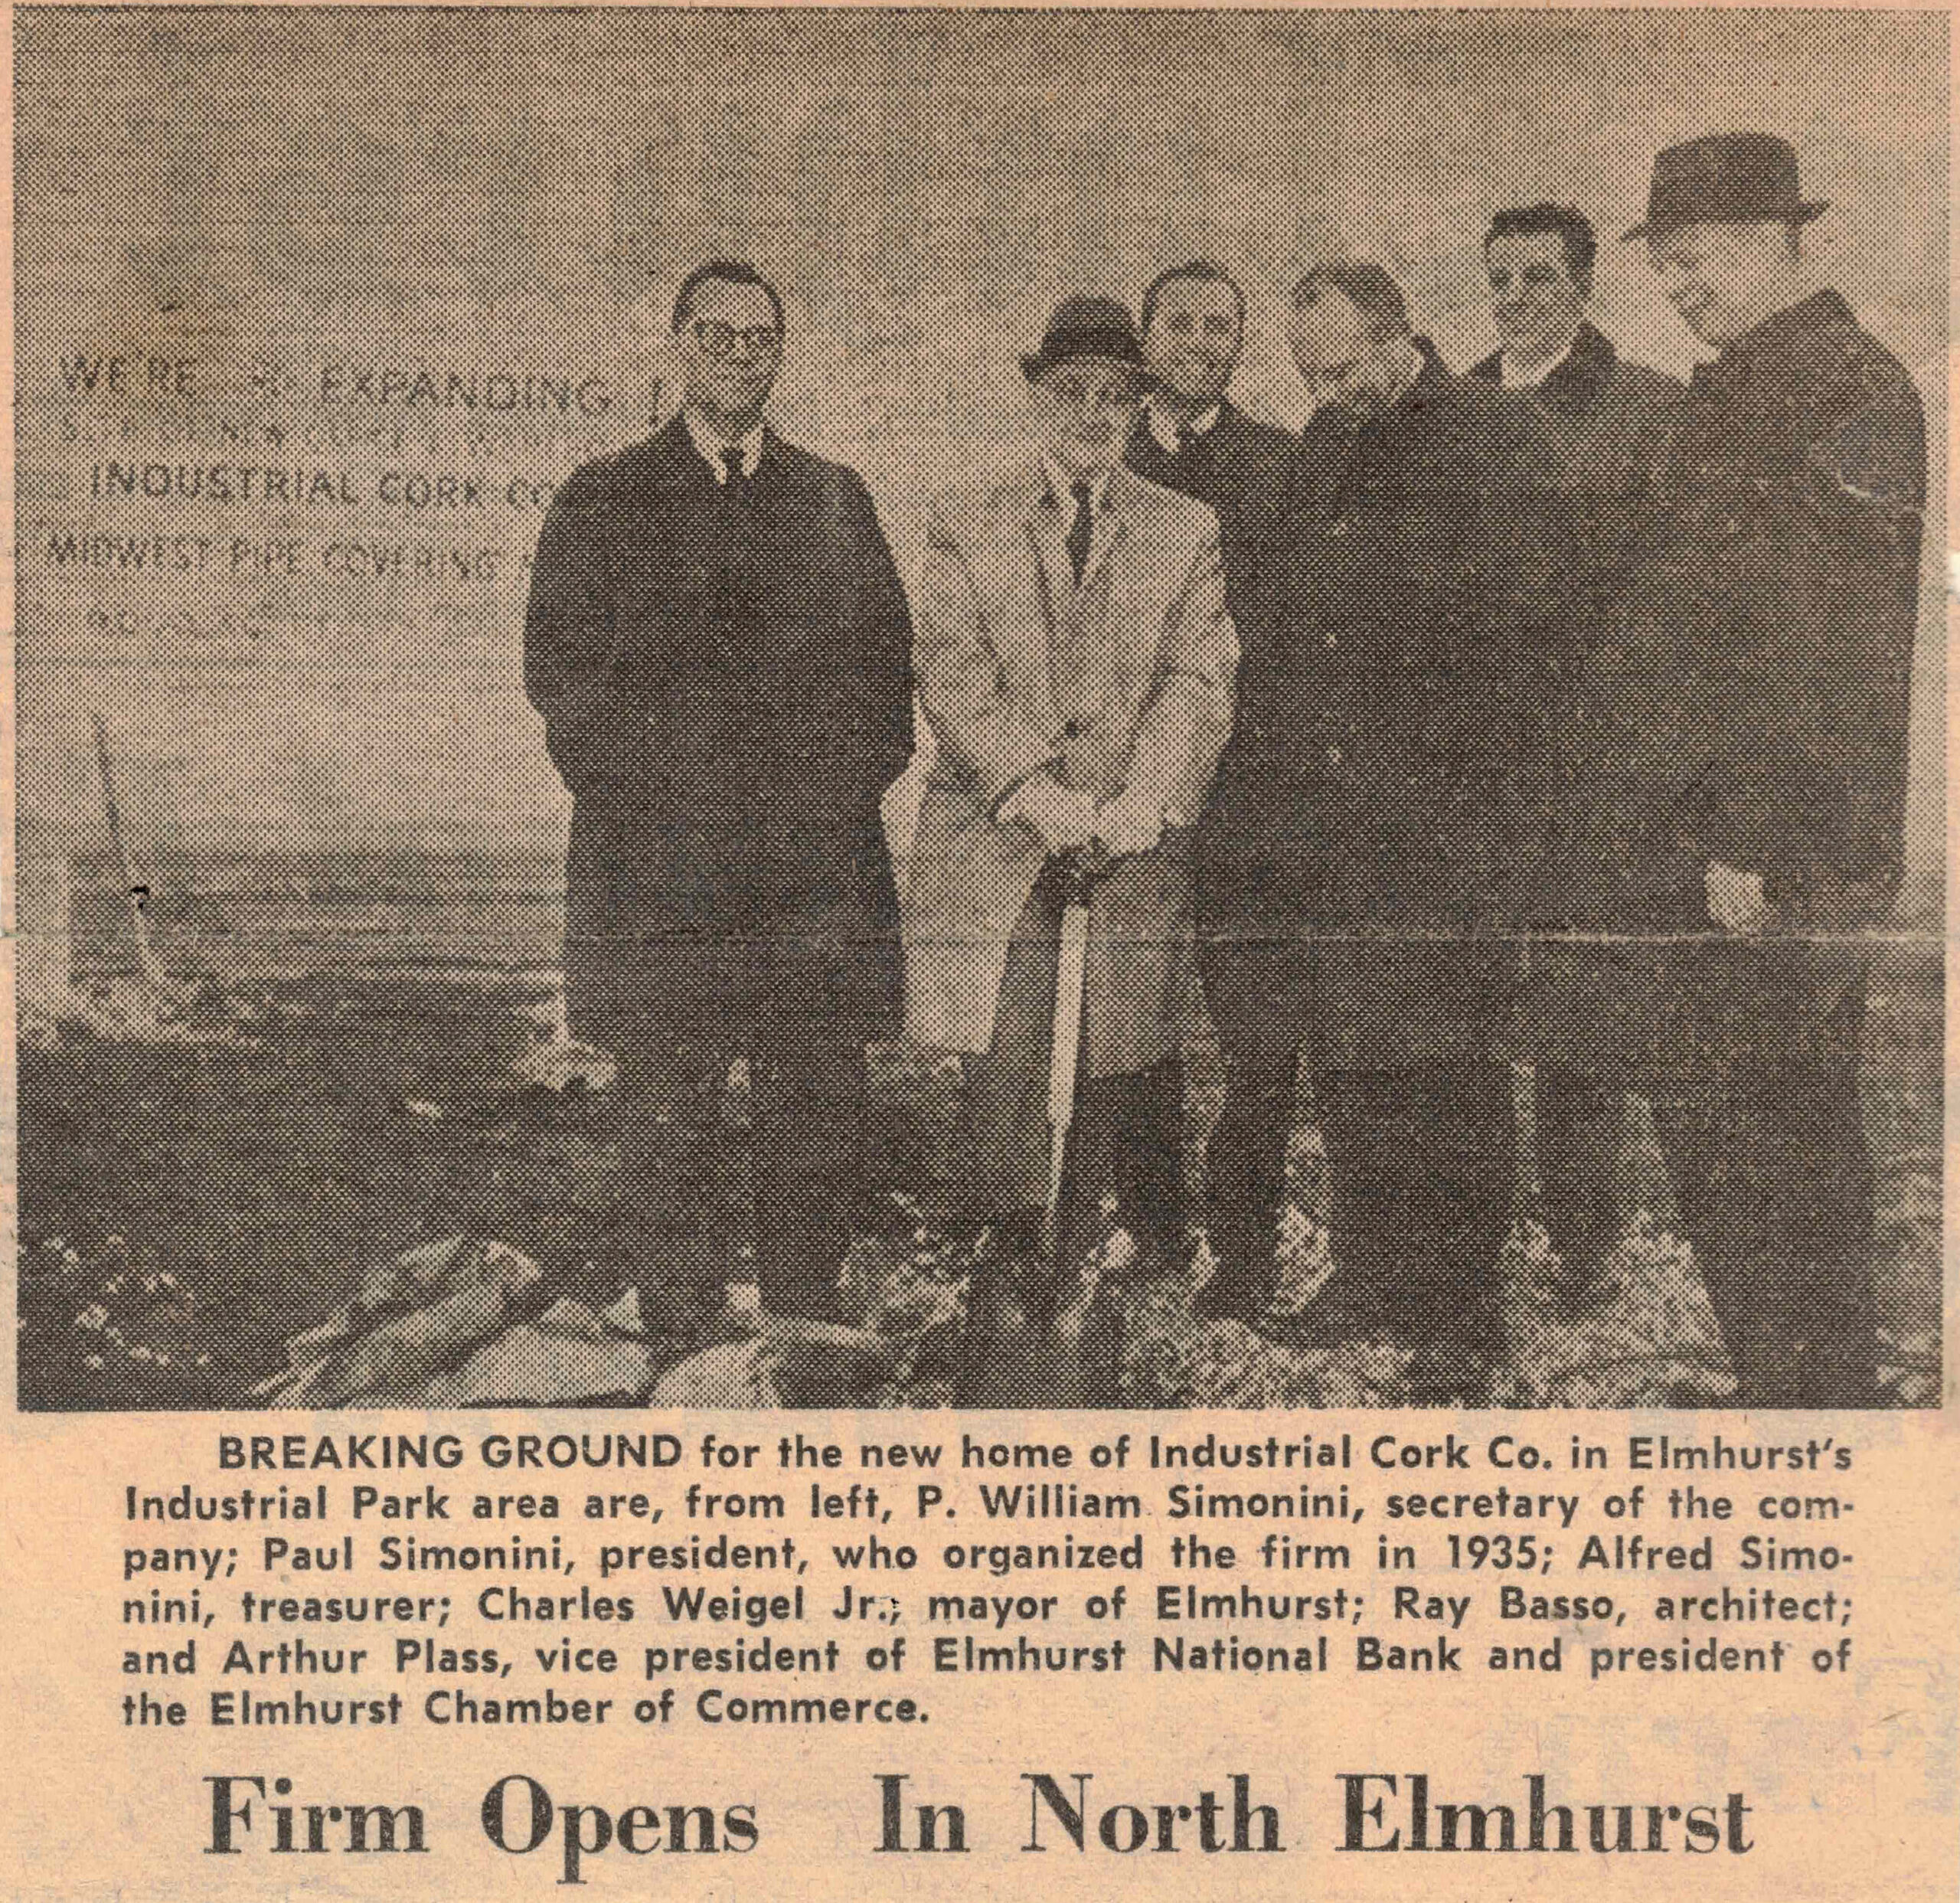 WE'RE EXPANDING
INDUSTRIAL CORK CO
MIDWEST PIPE COVERING
BREAKING GROUND for the new home of Industrial Cork Co. in Elmhurst's
Industrial Park area are, from left, P. William Simonini, secretary of the com-
pany; Paul Simonini, president, who organized the firm in 1935; Alfred Simo-
nini, treasurer; Charles Weigel Jr., mayor of Elmhurst; Ray Basso, architect;
and Arthur Plass, vice president of Elmhurst National Bank and president of
the Elmhurst Chamber of Commerce.
Firm Opens In North Elmhurst